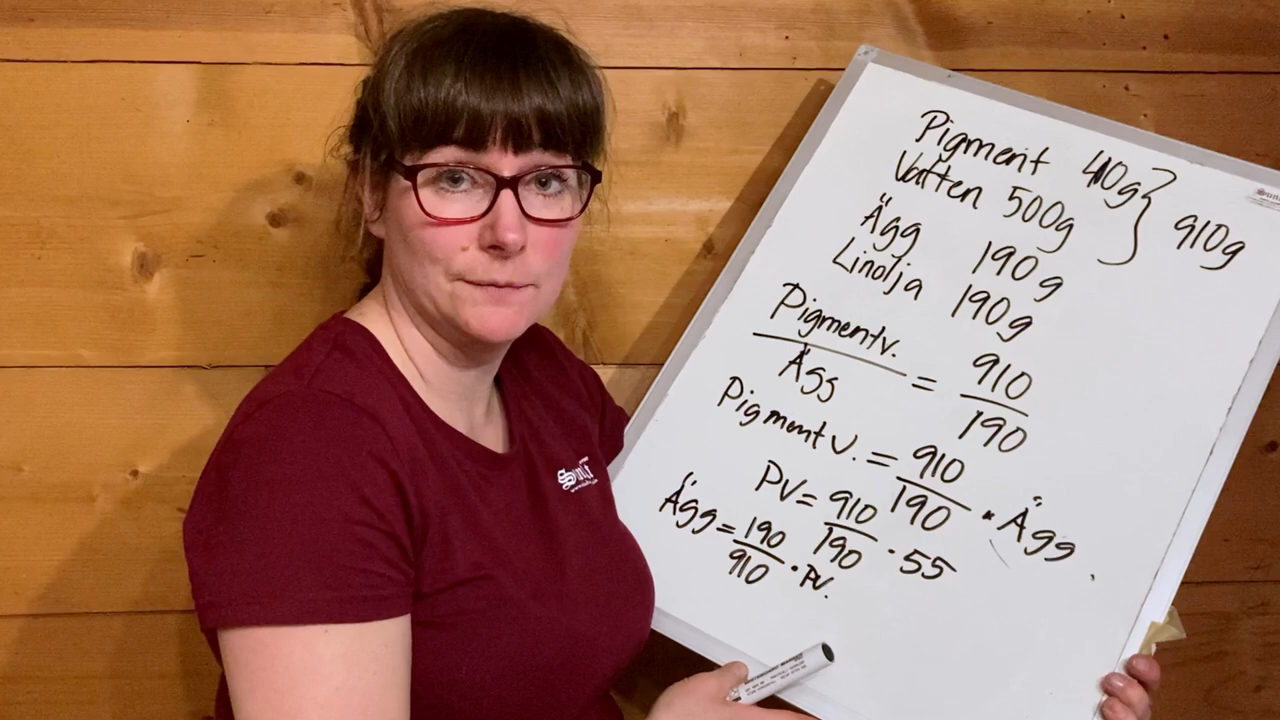 Pigment 410g } 910g
Vatten 500g
Ägg 190g
Linolja 190g
Pigmentv. / Ägg = 910 / 190
Pigment v. = 910 / 190 · Ägg
PV = 910 / 190 · 55
Ägg = 190 / 910 · PV.